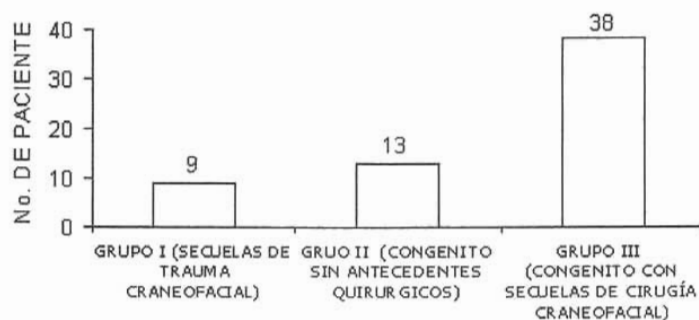 No. DE PACIENTE
40
30
20
10
0
9
13
38
GRUPO I (SECUELAS DE
TRAUMA
CRANEOFACIAL)
GRUO II (CONGENITO
SIN ANTECEDENTES
QUIRURGICOS)
GRUPO III
(CONGENITO CON
SECUELAS DE CIRUGÍA
CRANEOFACIAL)